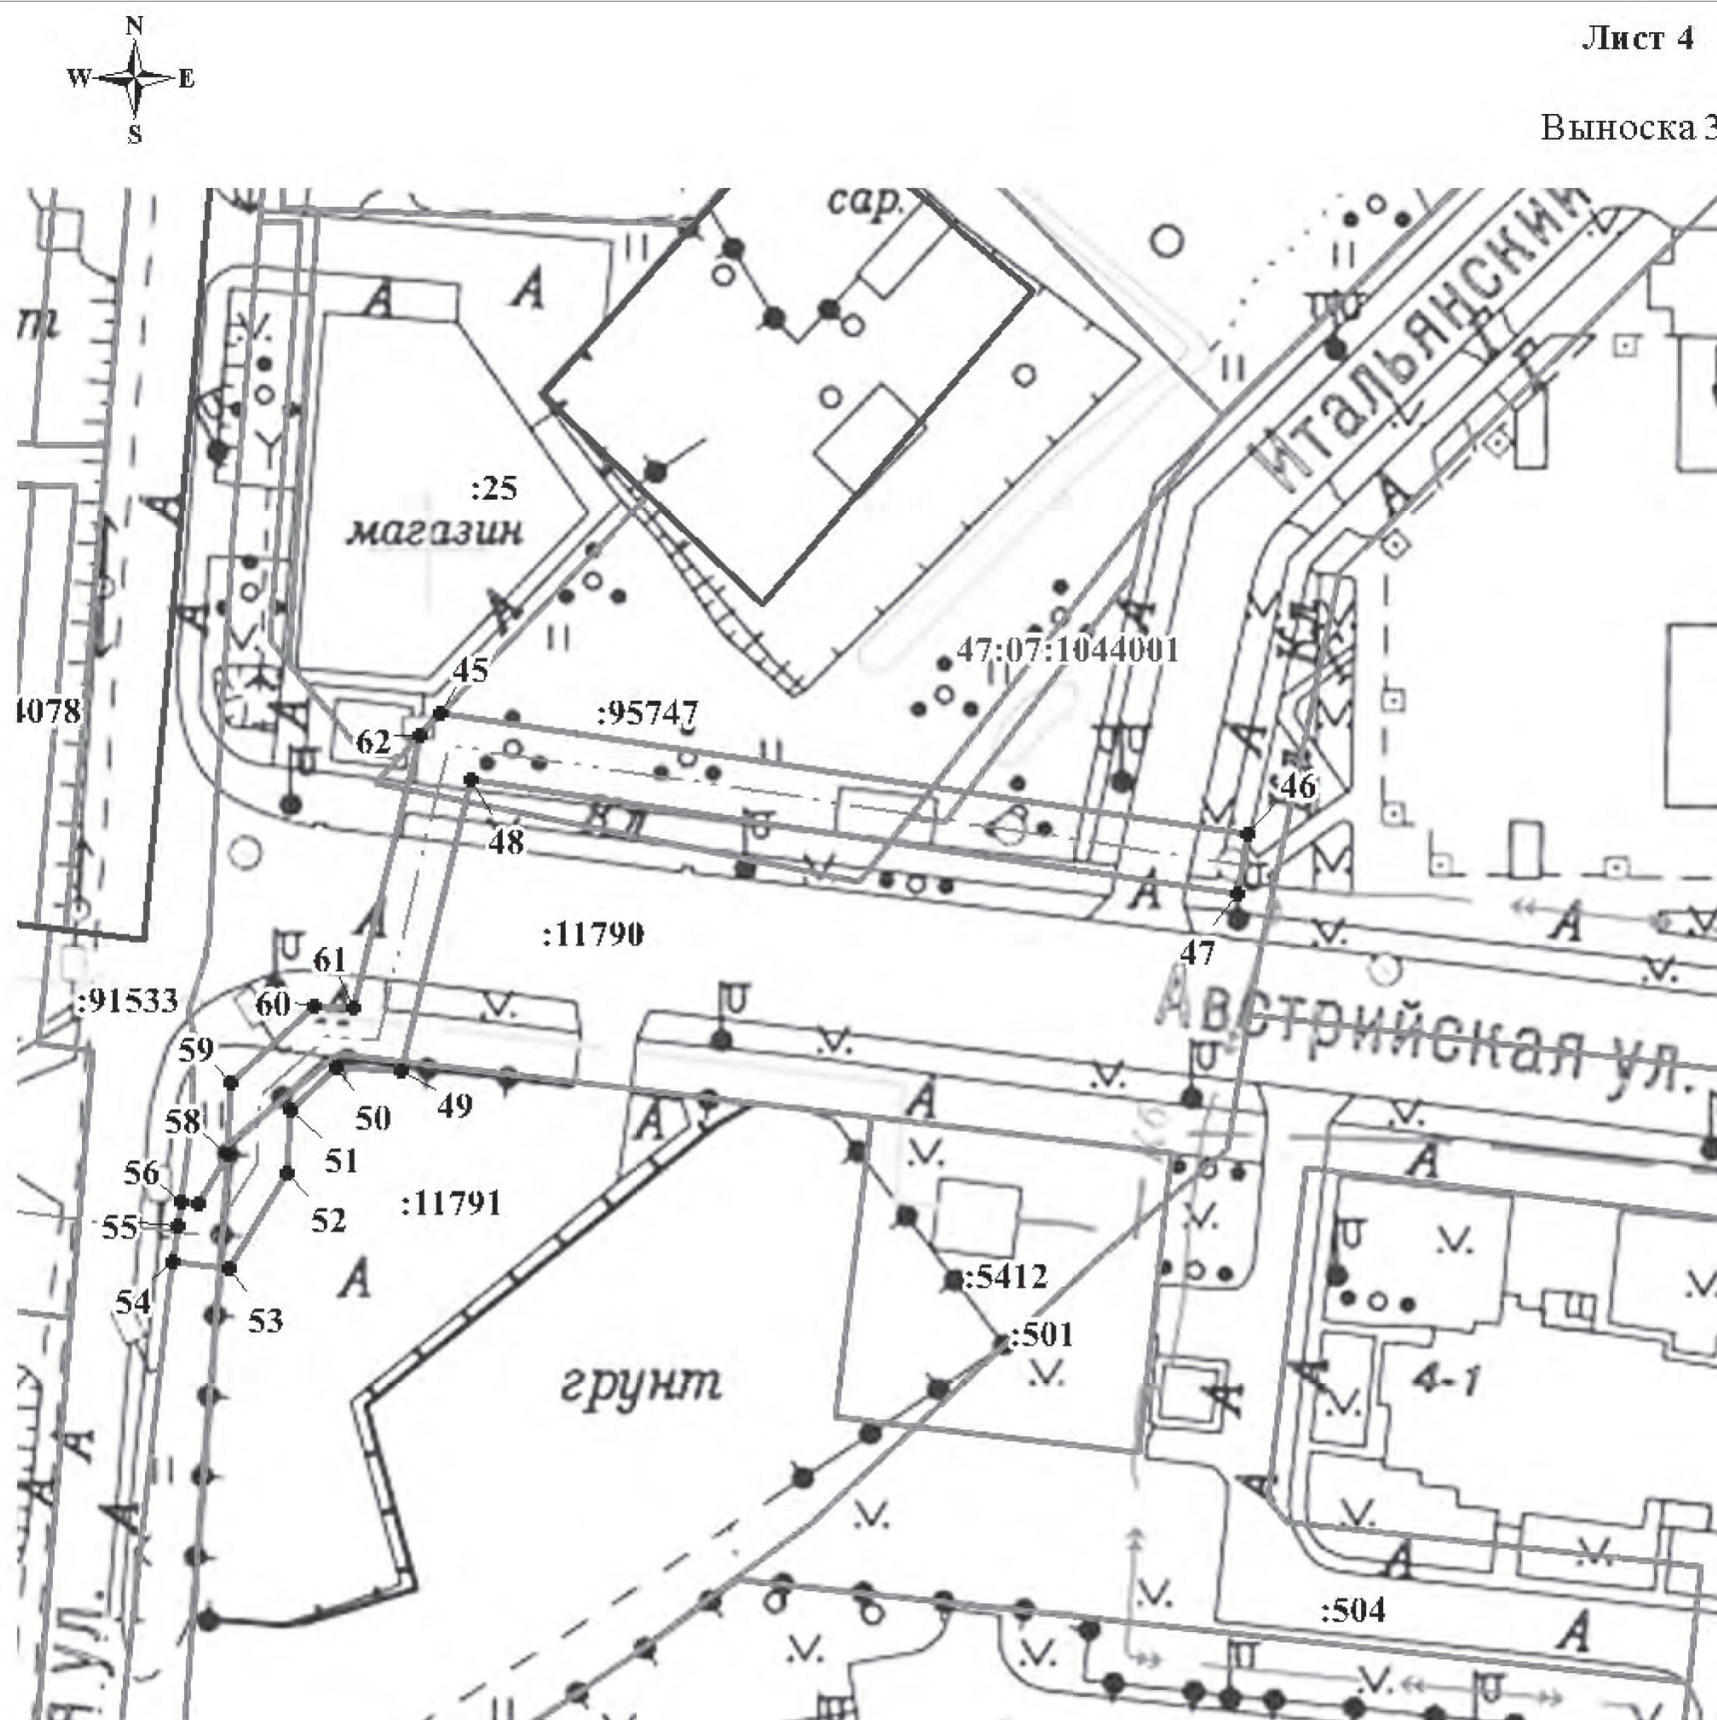 N
Лист 4
W E
S
Выноска 3
сар.
Итальянский
А
А
т
:25
магазин
А
А
А
А
45
47:07:1044001
Кл
4078
62
:95747
А
А
46
48
Кл
А
47
А
61
:11790
А
:91533
60
Австрийская ул.
59
49
50
58
51
А
А
А
56
:11791
52
55
А
:5412
54
53
:501
грунт
4-1
А
А
А
А
А
А
А
:504
А
ул.